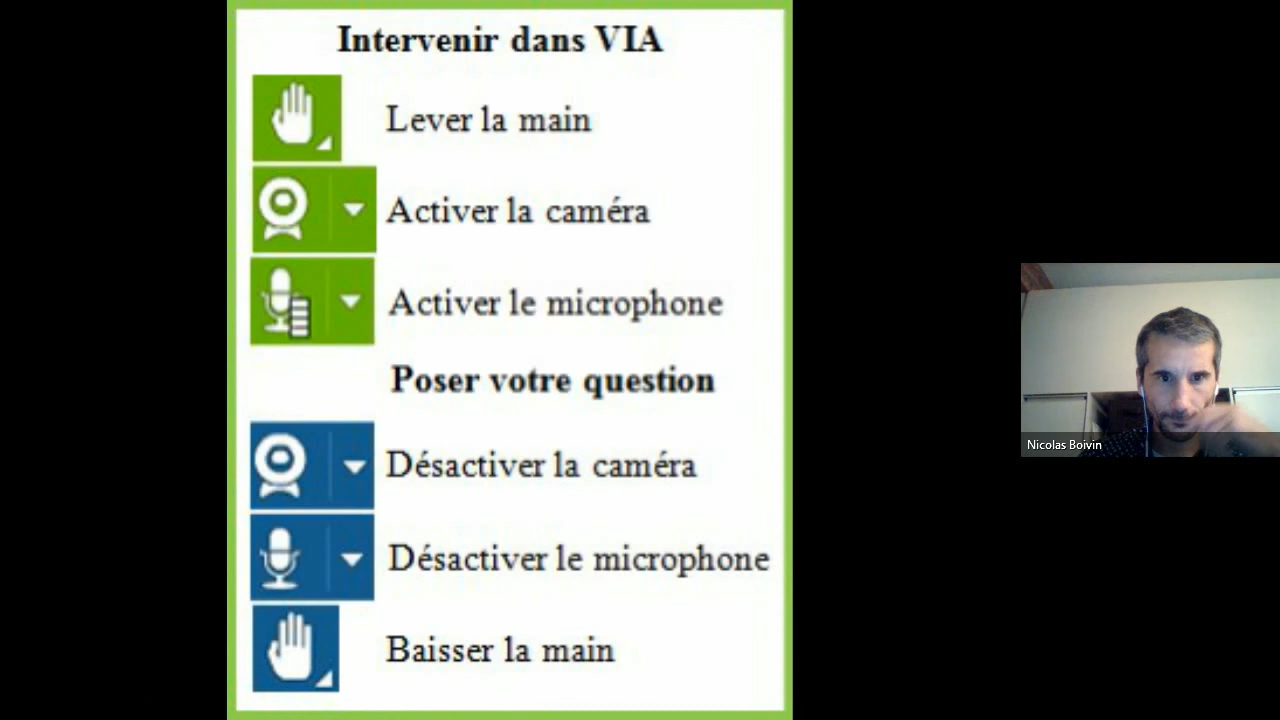 Intervenir dans VIA
Lever la main
Activer la caméra
Activer le microphone
Poser votre question
Désactiver la caméra
Désactiver le microphone
Baisser la main
Nicolas Boivin